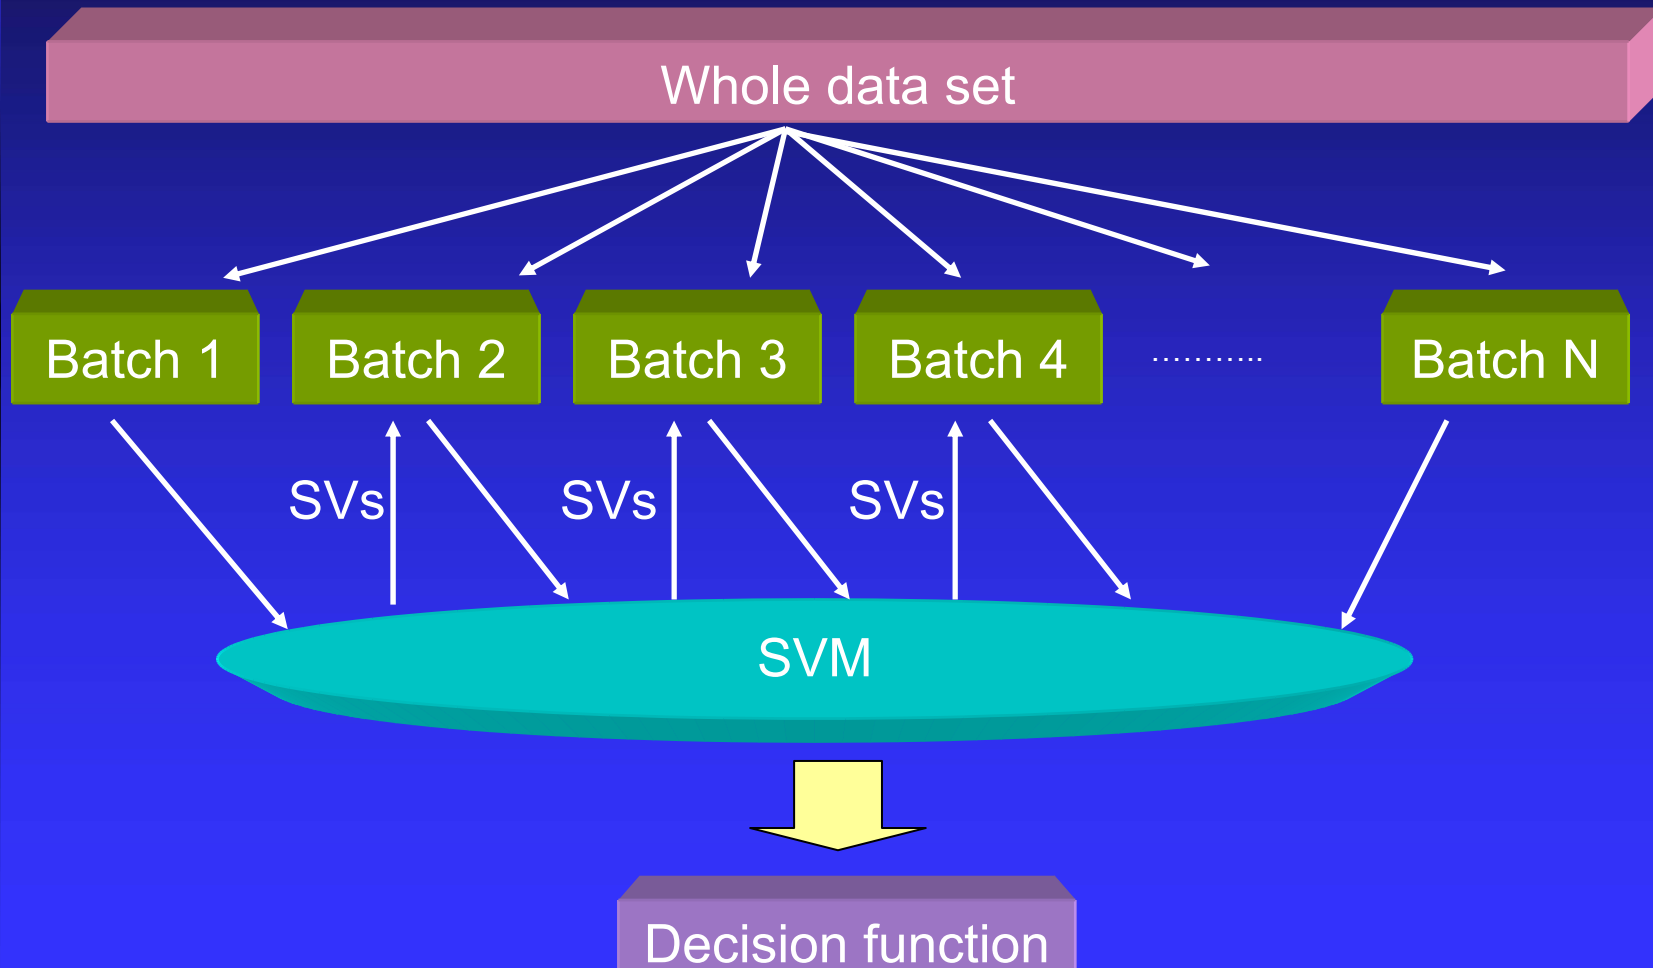 Whole data set
Batch 1
Batch 2
Batch 3
Batch 4
...........
Batch N
SVs
SVs
SVs
SVM
Decision function